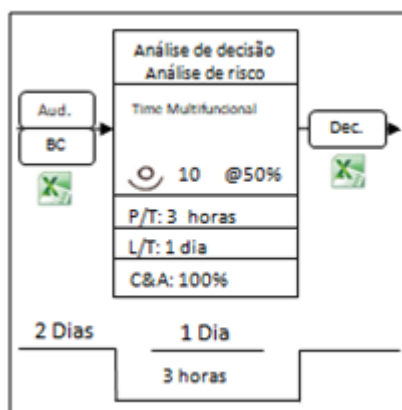 Análise de decisão
Análise de risco
Aud.
BC
Time Multifuncional
Dec.
10 @50%
P/T: 3 horas
L/T: 1 dia
C&A: 100%
2 Dias
1 Dia
3 horas